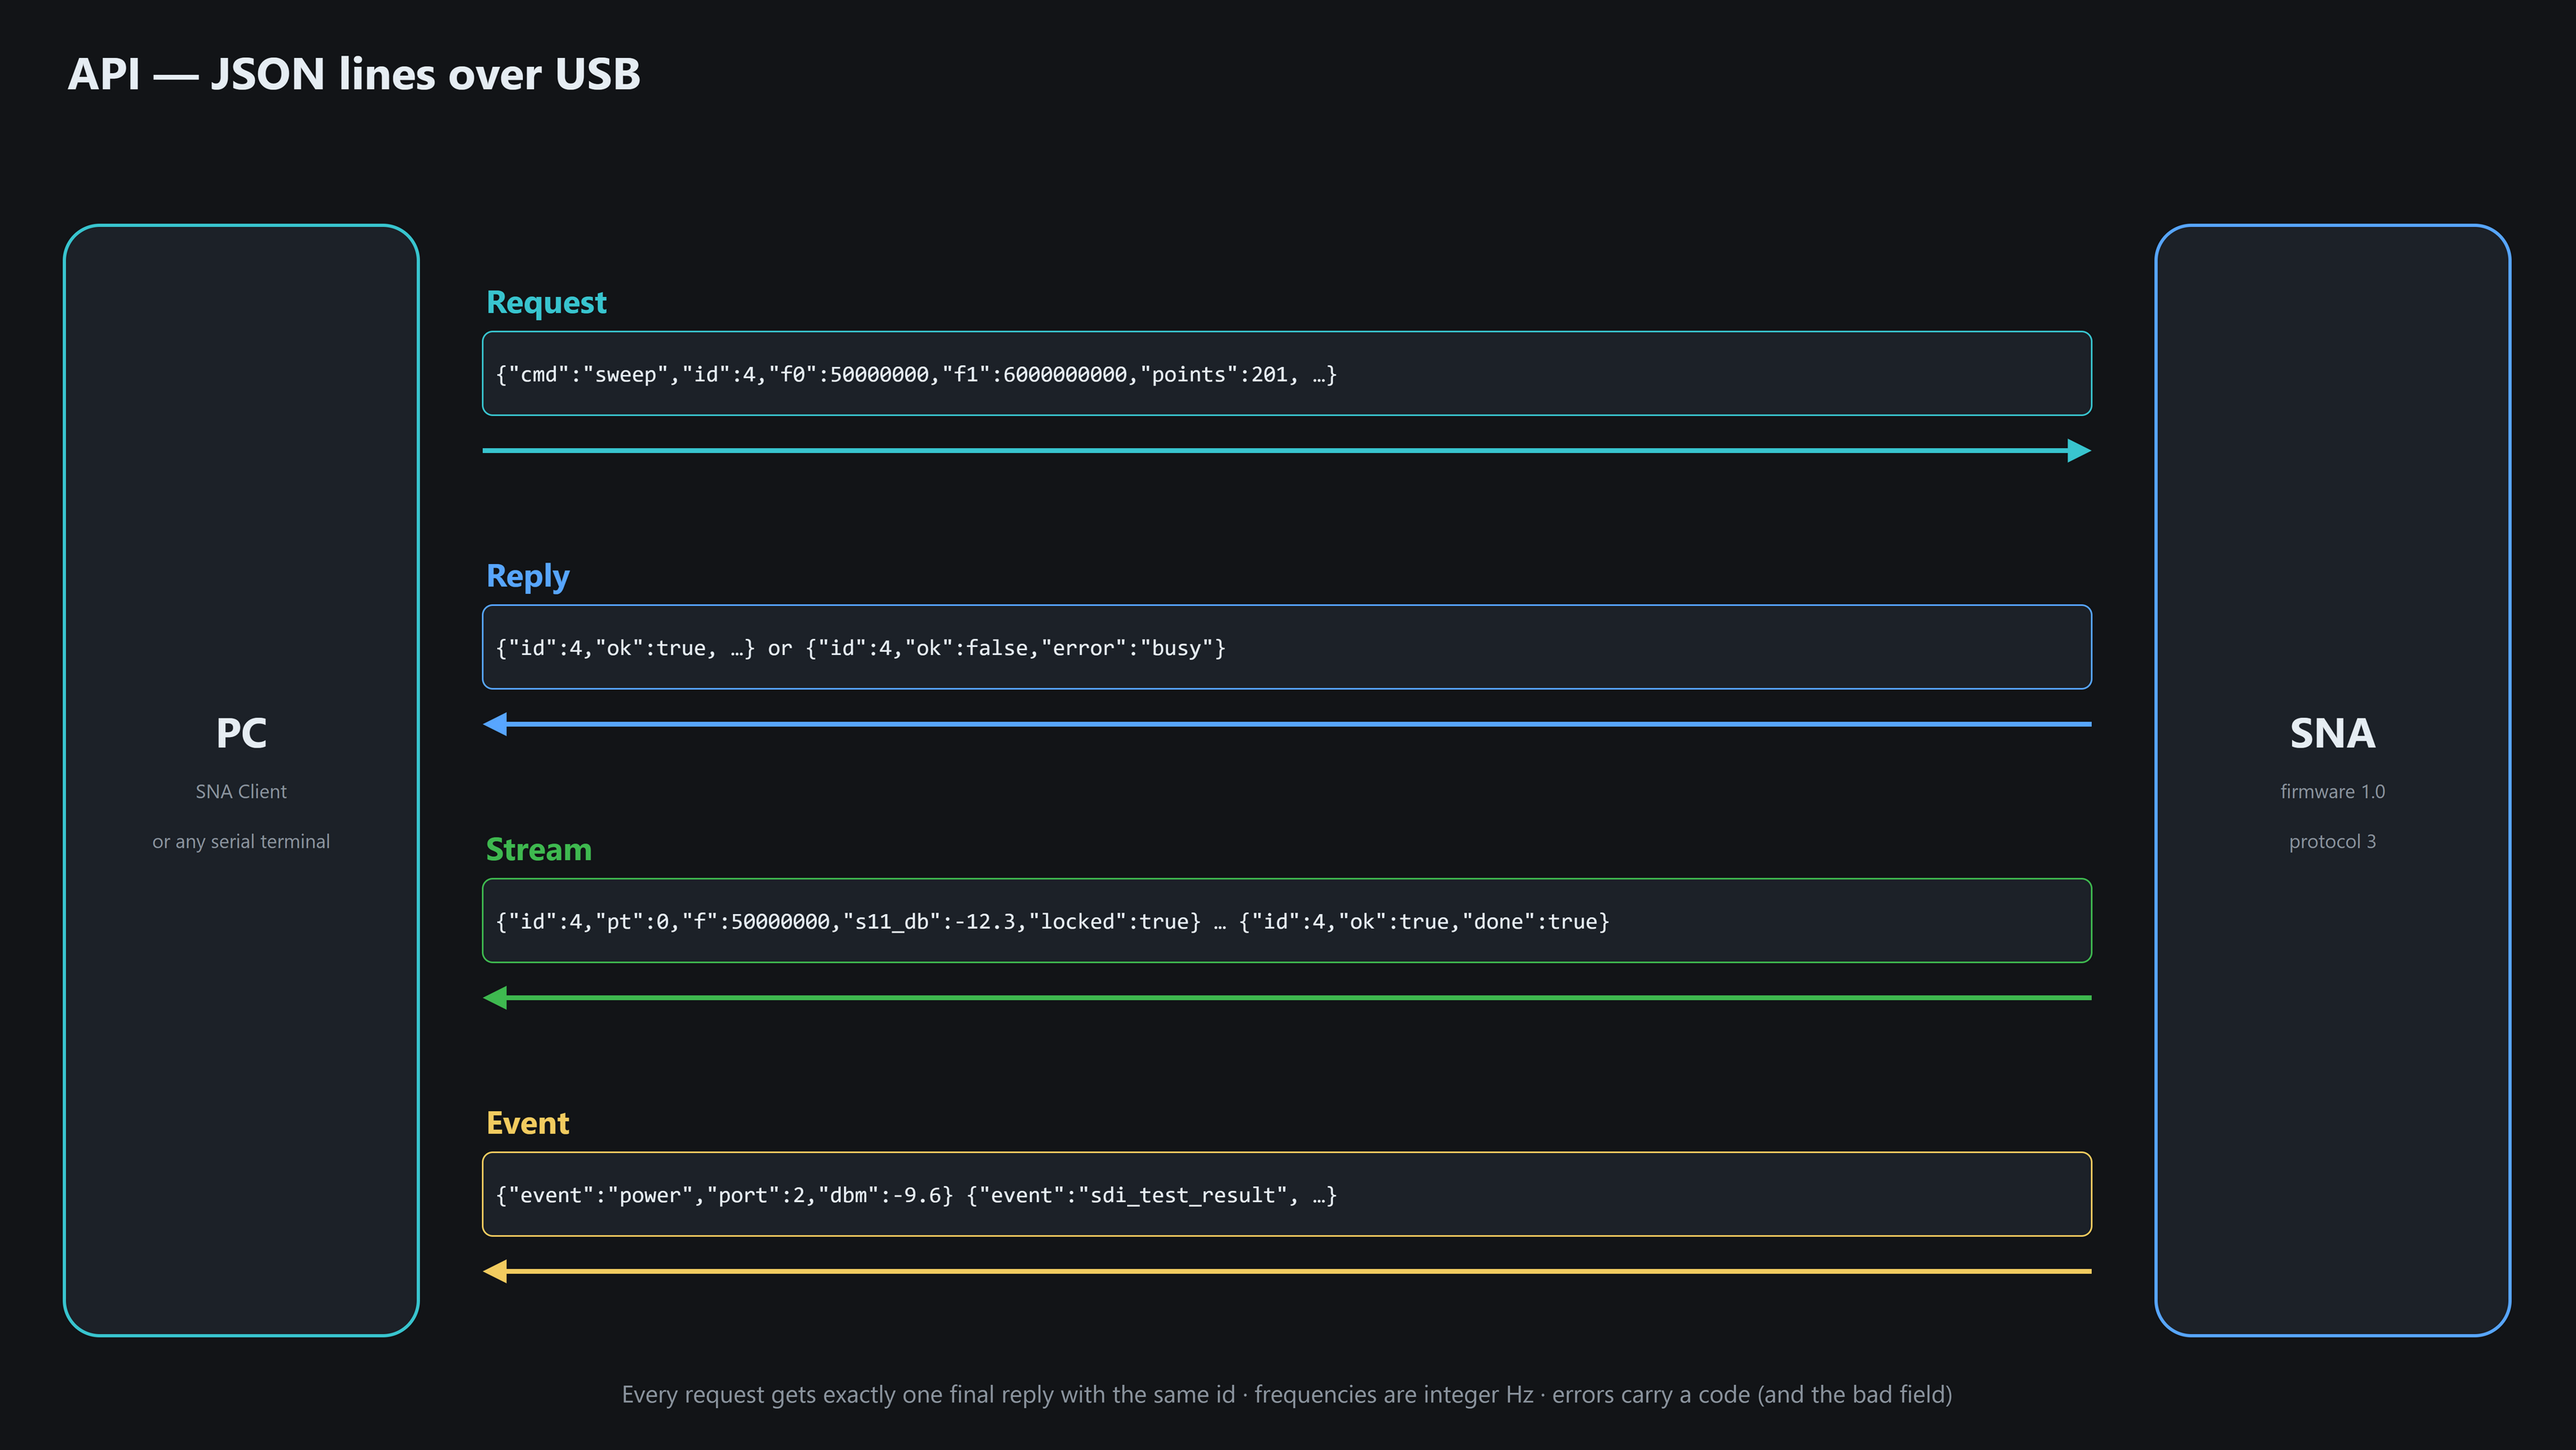 API — JSON lines over USB
Request
{"cmd":"sweep","id":4,"f0":50000000,"f1":6000000000,"points":201, …}
Reply
{"id":4,"ok":true, …} or {"id":4,"ok":false,"error":"busy"}
PC
SNA Client
or any serial terminal
SNA
firmware 1.0
protocol 3
Stream
{"id":4,"pt":0,"f":50000000,"s11_db":-12.3,"locked":true} … {"id":4,"ok":true,"done":true}
Event
{"event":"power","port":2,"dbm":-9.6} {"event":"sdi_test_result", …}
Every request gets exactly one final reply with the same id · frequencies are integer Hz · errors carry a code (and the bad field)